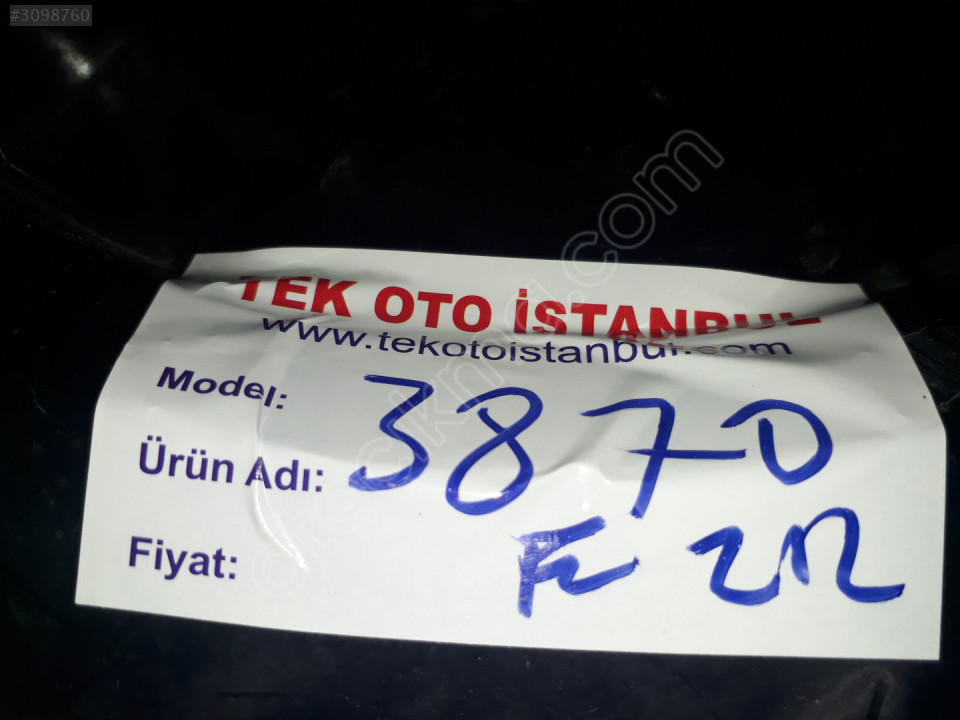 #3098760
TEK OTO İSTANBUL
www.tekotoistanbul.com
Model: 3870
Ürün Adı:
Fiyat: